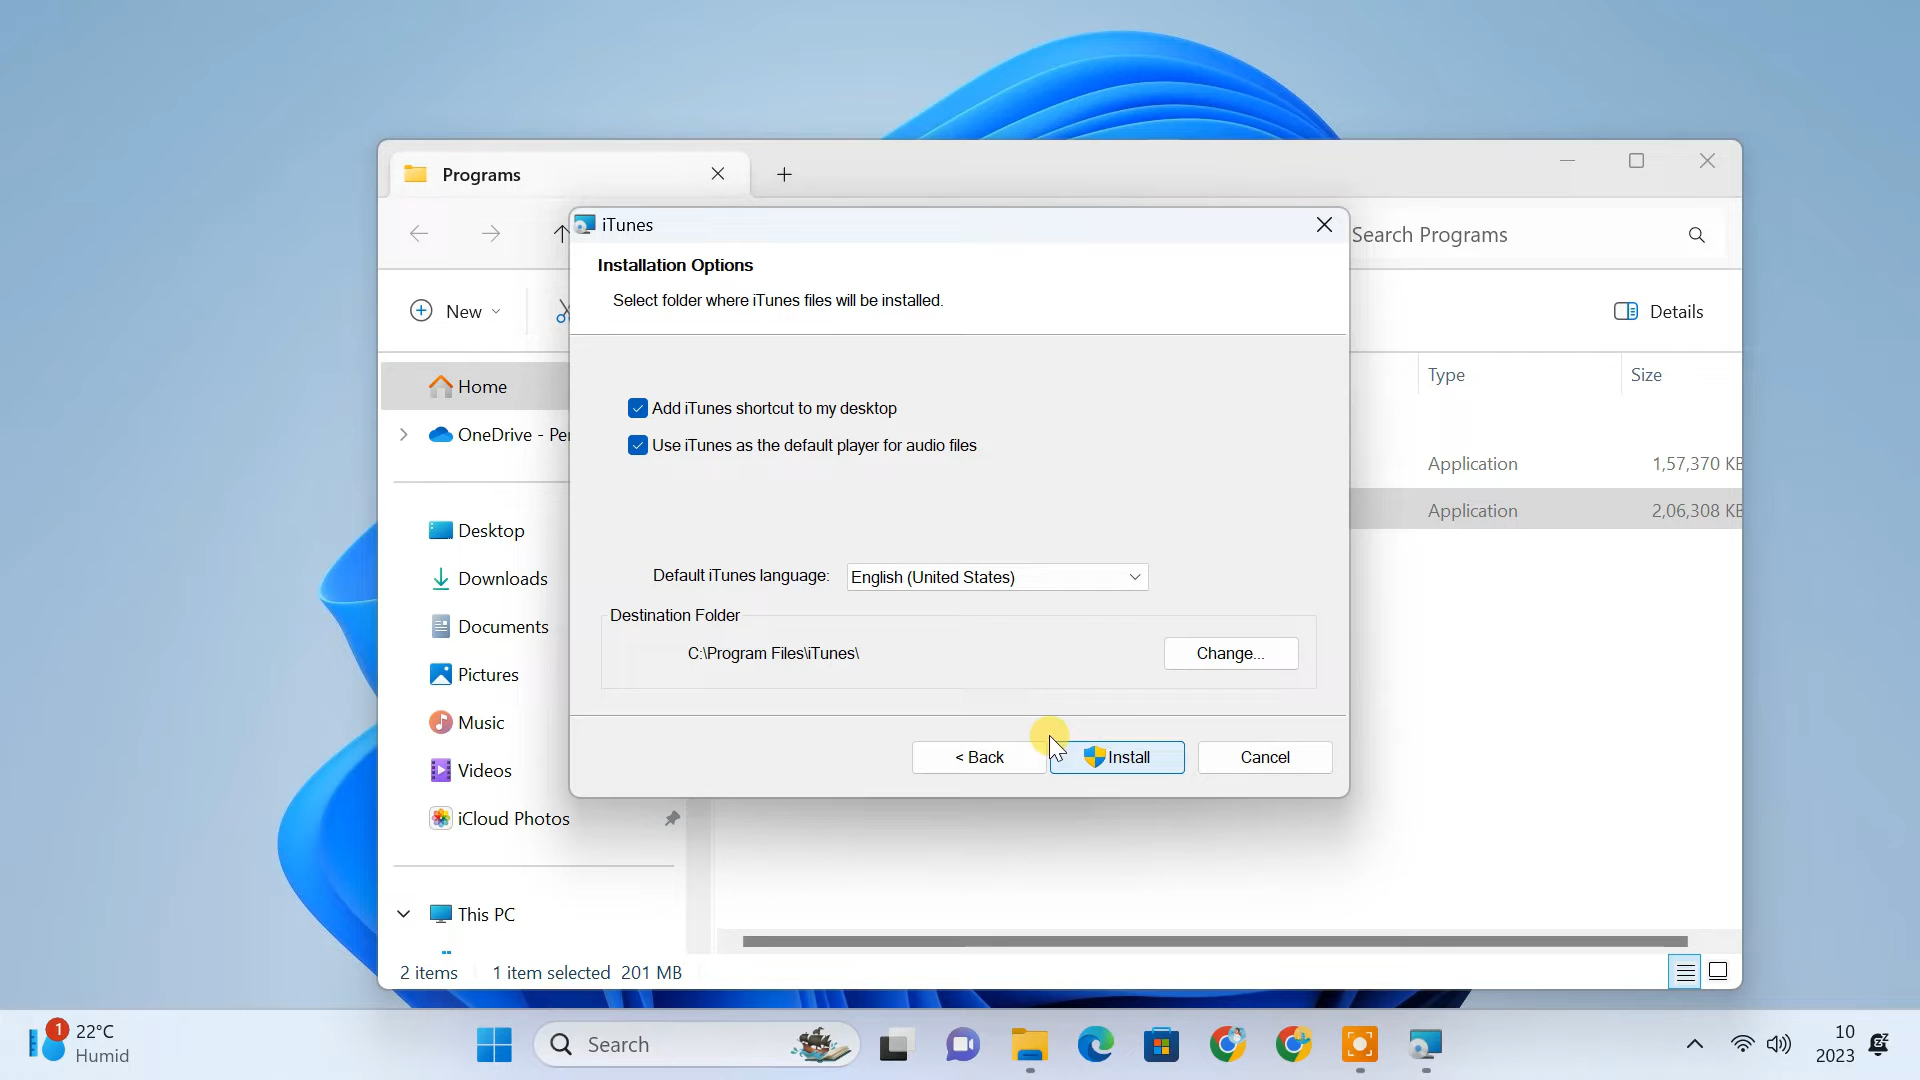 Programs
iTunes
Search Programs
Installation Options
Select folder where iTunes files will be installed.
New
Details
Type
Size
Home
Add iTunes shortcut to my desktop
OneDrive - Per
Use iTunes as the default player for audio files
Application
1,57,370 KB
Application
2,06,308 KB
Desktop
Downloads
Default iTunes language:
English (United States)
Documents
Destination Folder
C:\Program Files\iTunes\
Change...
Pictures
Music
Videos
< Back
Install
Cancel
iCloud Photos
This PC
2 items
1 item selected 201 MB
1
22°C
Humid
Search
10
2023